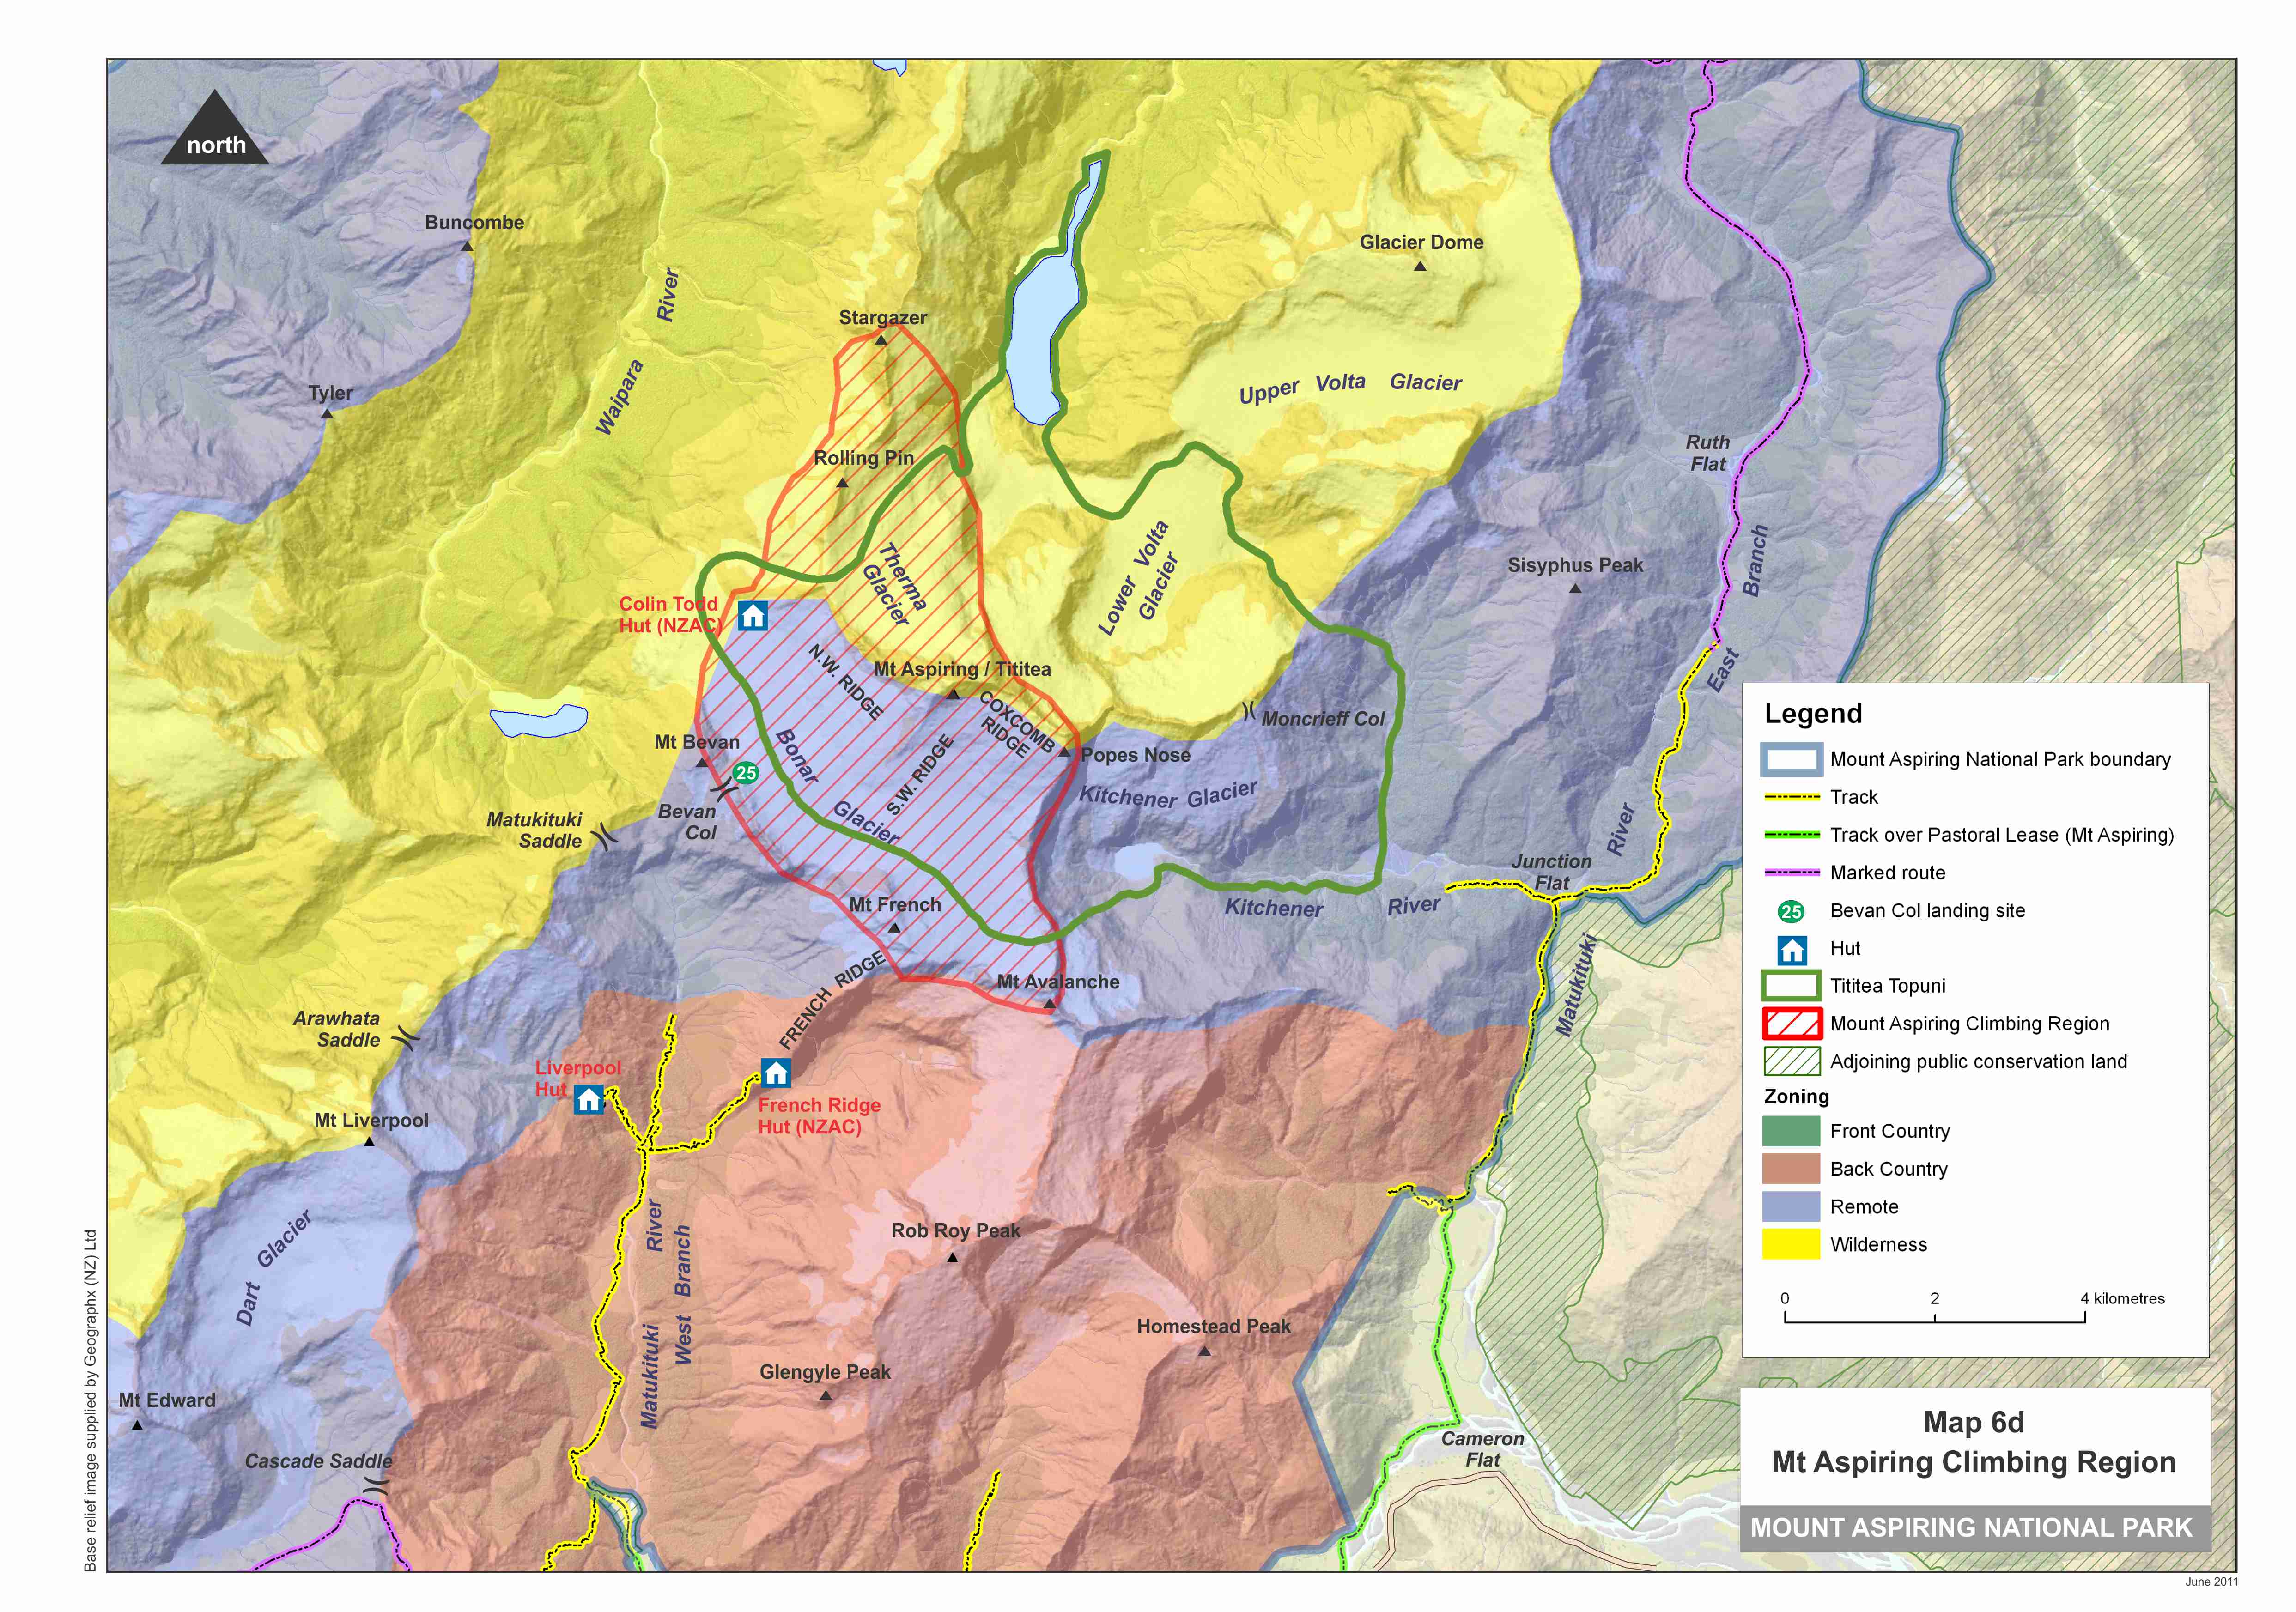 north
Buncombe
River
Waipara
Glacier Dome
Stargazer
Upper Volta Glacier
Tyler
Ruth
Flat
Rolling Pin
Branch
East
River
Matukituki
Therma
Glacier
Lower Volta
Glacier
Sisyphus Peak
Colin Todd
Hut (NZAC)
N.W. RIDGE
Mt Aspiring / Tititea
COXCOMB
RIDGE
Moncrieff Col
Mt Bevan
25
Bonar
Glacier
S.W. RIDGE
Popes Nose
Kitchener Glacier
Bevan
Col
Matukituki
Saddle
Junction
Flat
Mt French
Kitchener River
FRENCH RIDGE
Mt Avalanche
Arawhata
Saddle
Liverpool
Hut
French Ridge
Hut (NZAC)
Mt Liverpool
Dart Glacier
Matukituki River
West Branch
Rob Roy Peak
Homestead Peak
Glengyle Peak
Mt Edward
Cascade Saddle
Cameron
Flat
Legend
Mount Aspiring National Park boundary
Track
Track over Pastoral Lease (Mt Aspiring)
Marked route
25 Bevan Col landing site
Hut
Tititea Topuni
Mount Aspiring Climbing Region
Adjoining public conservation land
Zoning
Front Country
Back Country
Remote
Wilderness
0 2 4 kilometres
Map 6d
Mt Aspiring Climbing Region
MOUNT ASPIRING NATIONAL PARK
Base relief image supplied by Geographx (NZ) Ltd
June 2011